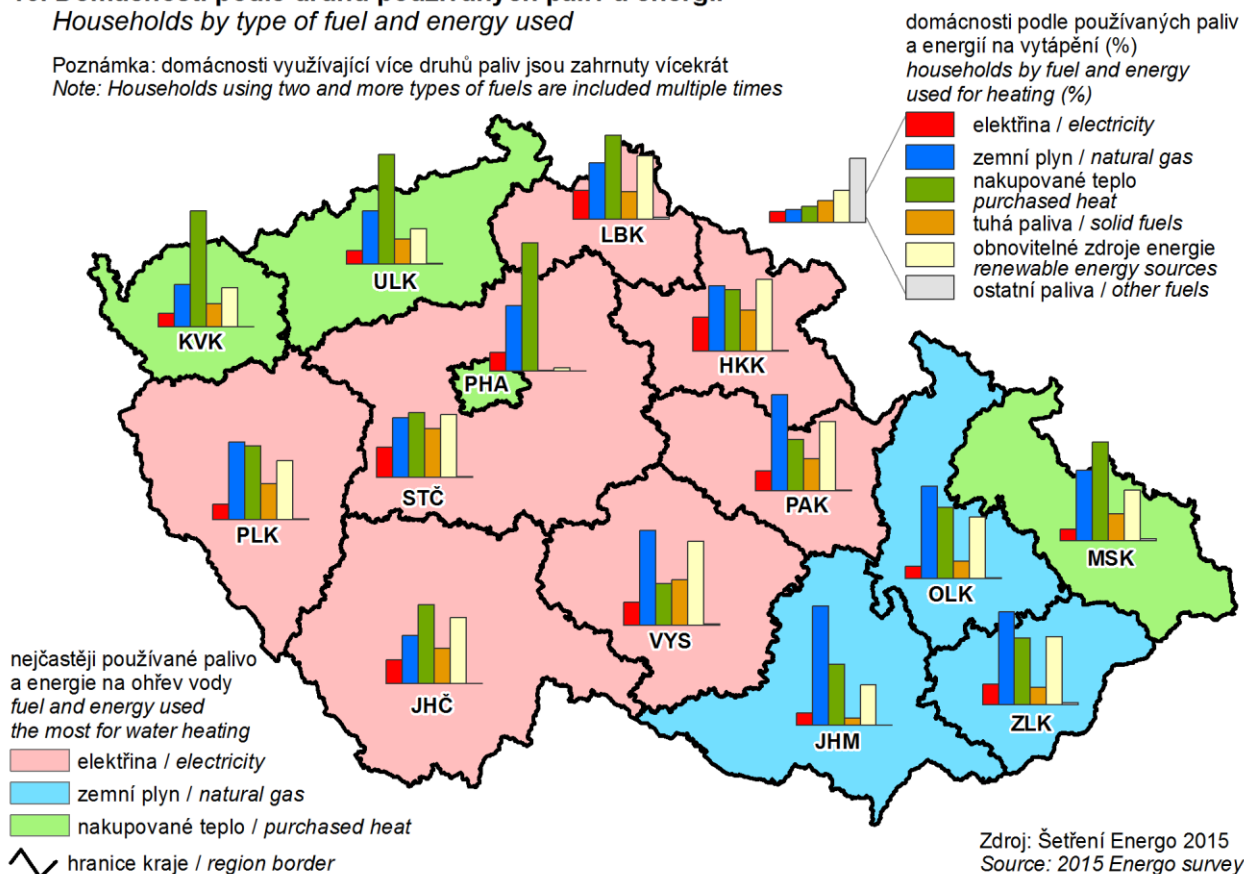 Households by type of fuel and energy used
Poznámka: domácnosti využívající více druhů paliv jsou zahrnuty vícekrát
Note: Households using two and more types of fuels are included multiple times
domácnosti podle používaných paliv
a energií na vytápění (%)
households by fuel and energy
used for heating (%)
elektřina / electricity
zemní plyn / natural gas
nakupované teplo
purchased heat
tuhá paliva / solid fuels
obnovitelné zdroje energie
renewable energy sources
ostatní paliva / other fuels
LBK
ULK
KVK
HKK
PHA
STČ
PAK
PLK
MSK
OLK
VYS
JHČ
ZLK
JHM
nejčastěji používané palivo
a energie na ohřev vody
fuel and energy used
the most for water heating
elektřina / electricity
zemní plyn / natural gas
nakupované teplo / purchased heat
hranice kraje / region border
Zdroj: Šetření Energo 2015
Source: 2015 Energo survey